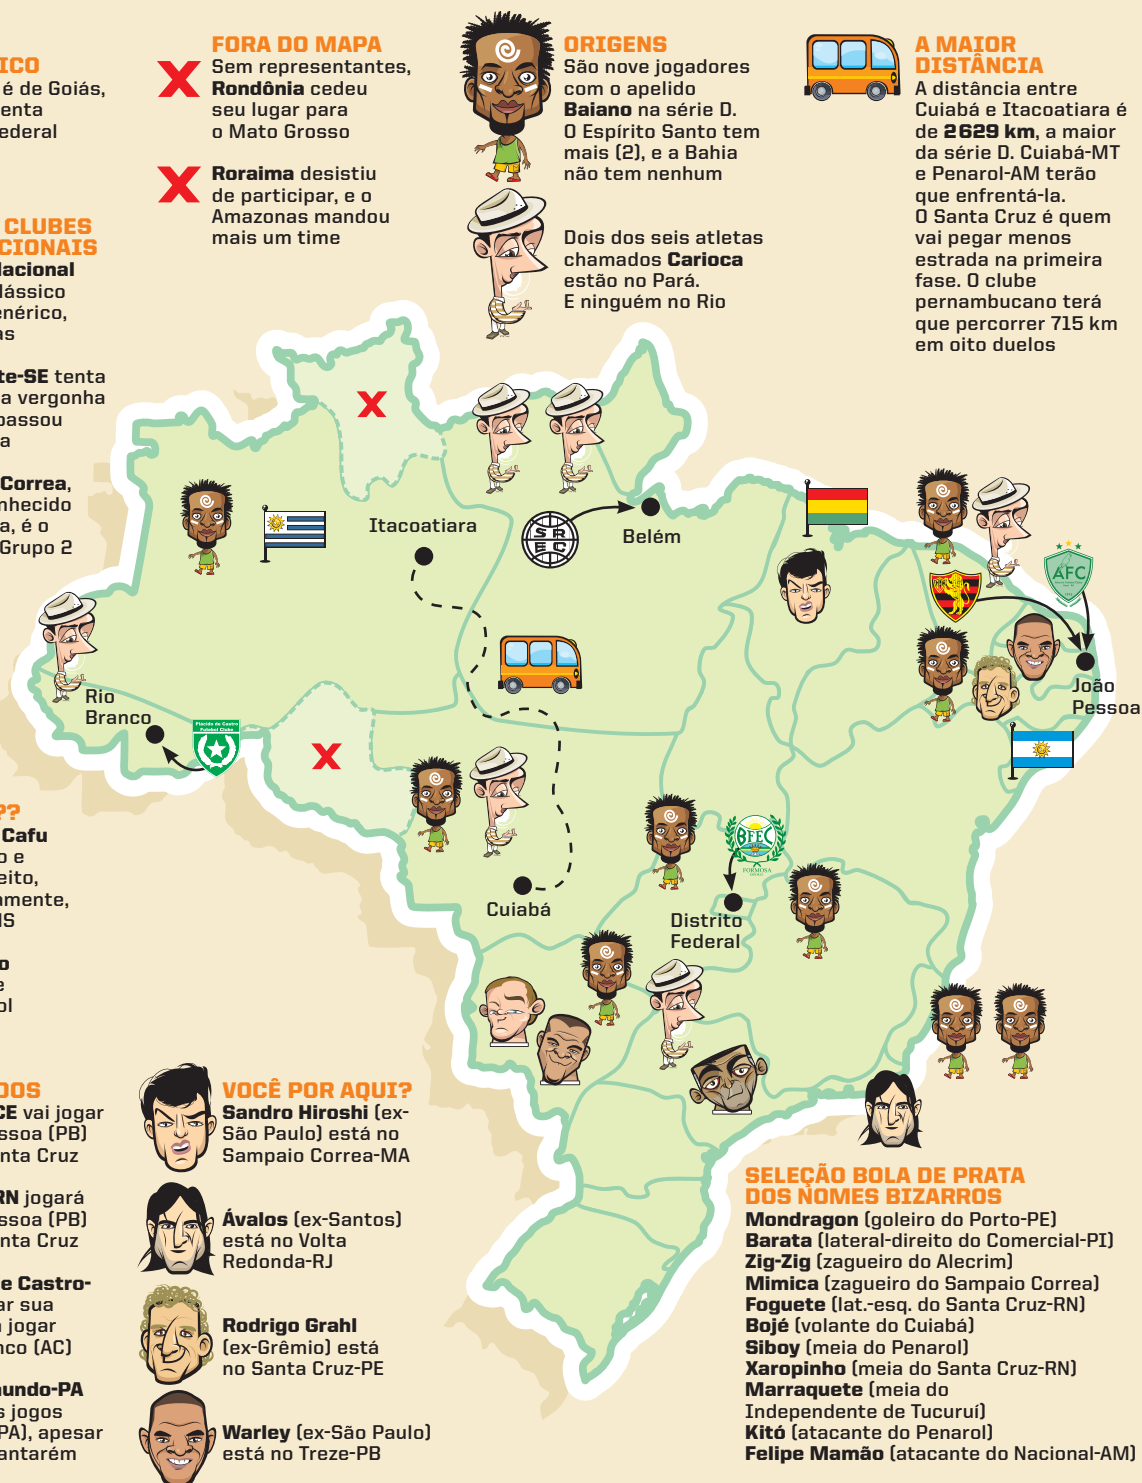 ICO
é de Goiás,
enta
ederal
CLUBES
CIONAIS
Nacional
lássico
enérico,
as
te-SE tenta
a vergonha
passou
a
Correa,
nhecido
a, é o
Grupo 2
??
Cafu
o e
eito,
amente,
o
e
ol
DOS
CE vai jogar
ssoa (PB)
nta Cruz
RN jogará
ssoa (PB)
nta Cruz
e Castro-
ar sua
jogar
nco (AC)
undo-PA
s jogos
PA), apesar
antarém
FORA DO MAPA
Sem representantes,
Rondônia cedeu
seu lugar para
o Mato Grosso
Roraima desistiu
de participar, e o
Amazonas mandou
mais um time
ORIGENS
São nove jogadores
com o apelido
Baiano na série D.
O Espírito Santo tem
mais (2), e a Bahia
não tem nenhum
Dois dos seis atletas
chamados Carioca
estão no Pará.
E ninguém no Rio
A MAIOR
DISTÂNCIA
A distância entre
Cuiabá e Itacoatiara é
de 2629 km, a maior
da série D. Cuiabá-MT
e Penarol-AM terão
que enfrentá-la.
O Santa Cruz é quem
vai pegar menos
estrada na primeira
fase. O clube
pernambucano terá
que percorrer 715 km
em oito duelos
X
Itacoatiara
S R
E C
Belém
AFC
João
Pessoa
Rio
Branco
Plácido de Castro
Futebol Clube
X
Cuiabá
BFEC
FORMOSA
Distrito
Federal
VOCÊ POR AQUI?
Sandro Hiroshi (ex-
São Paulo) está no
Sampaio Correa-MA
Ávalos (ex-Santos)
está no Volta
Redonda-RJ
Rodrigo Grahl
(ex-Grêmio) está
no Santa Cruz-PE
Warley (ex-São Paulo)
está no Treze-PB
SELEÇÃO BOLA DE PRATA
DOS NOMES BIZARROS
Mondragon (goleiro do Porto-PE)
Barata (lateral-direito do Comercial-PI)
Zig-Zig (zagueiro do Alecrim)
Mimica (zagueiro do Sampaio Correa)
Foguete (lat.-esq. do Santa Cruz-RN)
Bojé (volante do Cuiabá)
Siboy (meia do Penarol)
Xaropinho (meia do Santa Cruz-RN)
Marraquete (meia do
Independente de Tucuruí)
Kitó (atacante do Penarol)
Felipe Mamão (atacante do Nacional-AM)